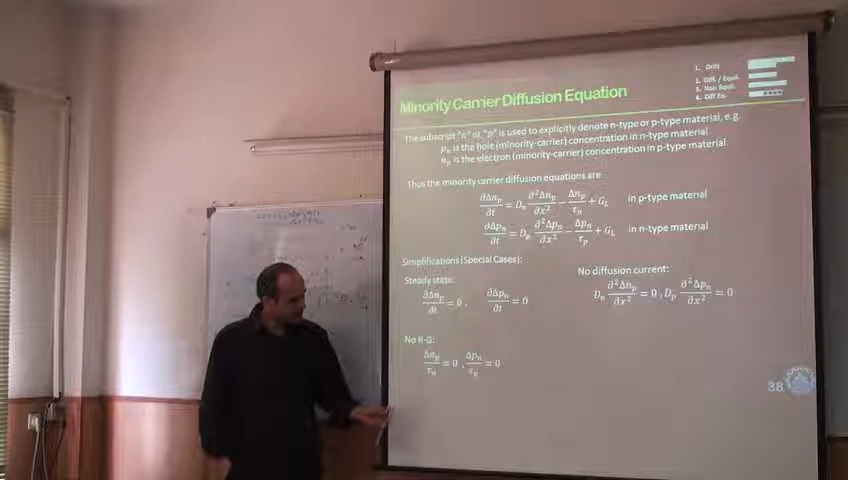 Minority Carrier Diffusion Equation
1. Drift
2. Diff. / Equil.
3. Non Equil.
4. Diff Eq.
The subscript "n" or "p" is used to explicitly denote n-type or p-type material, e.g.
pₙ is the hole (minority-carrier) concentration in n-type material
nₚ is the electron (minority-carrier) concentration in p-type material
Thus the minority carrier diffusion equations are
∂Δnₚ/∂t = Dₙ ∂²Δnₚ/∂x² − Δnₚ/τₙ + G_L in p-type material
∂Δpₙ/∂t = Dₚ ∂²Δpₙ/∂x² − Δpₙ/τₚ + G_L in n-type material
Simplifications (Special Cases):
Steady state:
∂Δnₚ/∂t = 0 , ∂Δpₙ/∂t = 0
No diffusion current:
Dₙ ∂²Δnₚ/∂x² = 0 , Dₚ ∂²Δpₙ/∂x² = 0
No R-G:
Δnₚ/τₙ = 0 , Δpₙ/τₚ = 0
38